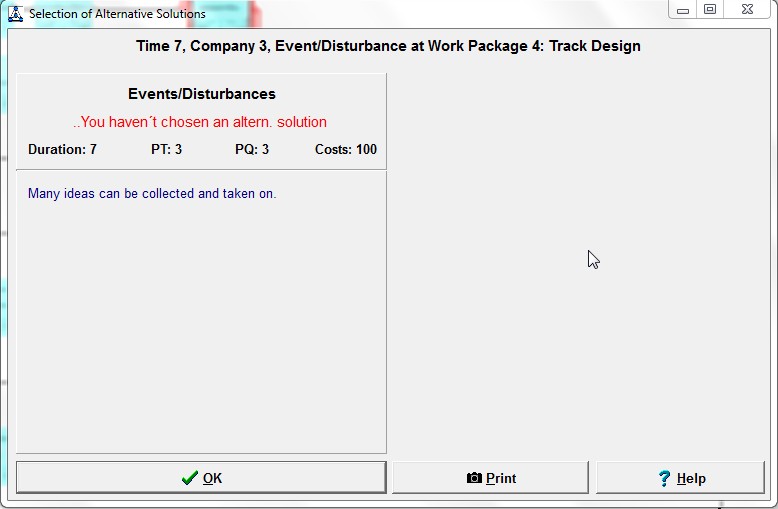 Selection of Alternative Solutions
Time 7, Company 3, Event/Disturbance at Work Package 4: Track Design
Events/Disturbances
..You haven´t chosen an altern. solution
Duration: 7 PT: 3 PQ: 3 Costs: 100
Many ideas can be collected and taken on.
OK Print Help